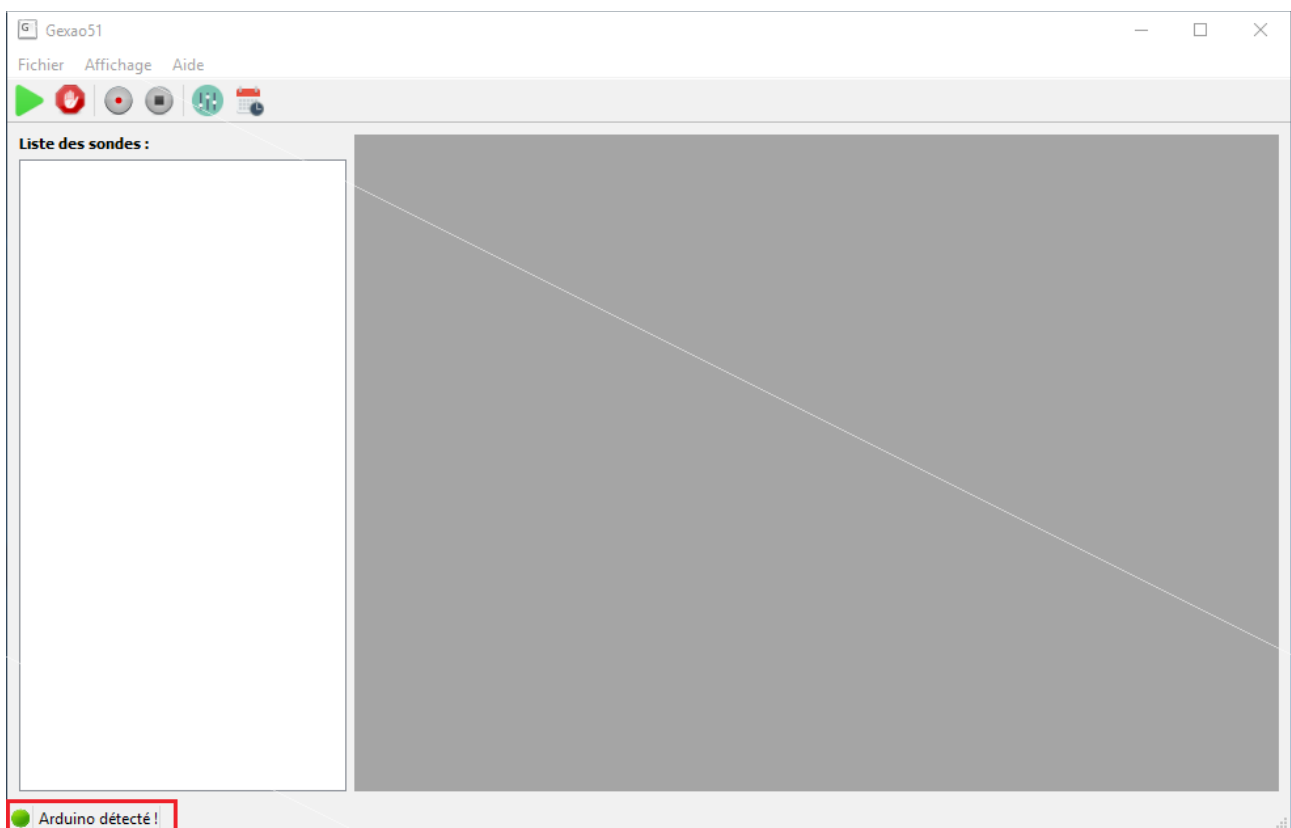 Gexao51
Fichier Affichage Aide
Liste des sondes :
Arduino détecté !